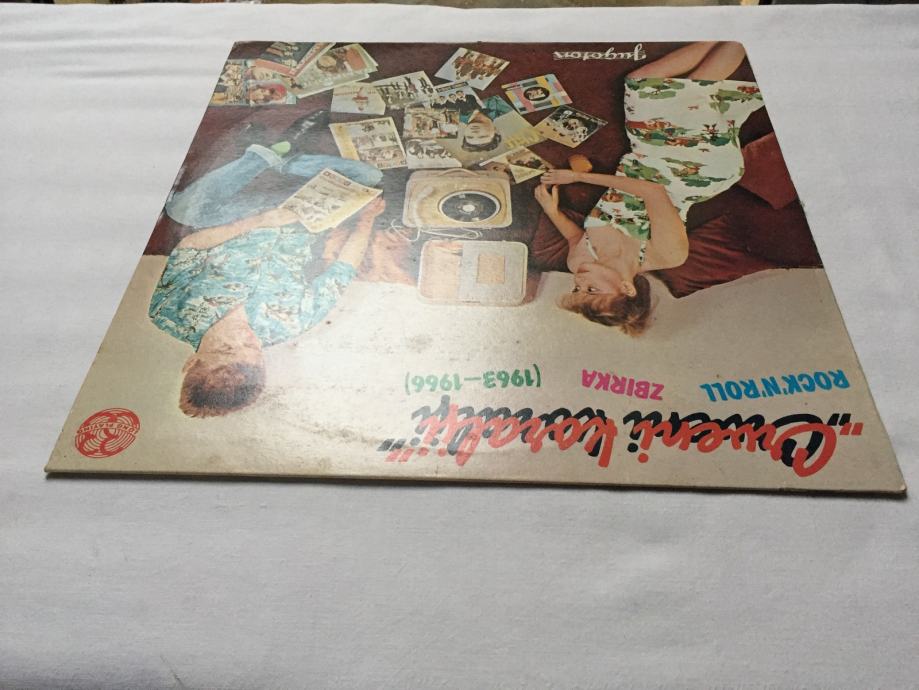 „Crveni koralji”
ROCK'N'ROLL ZBIRKA (1963—1966)
jugoton